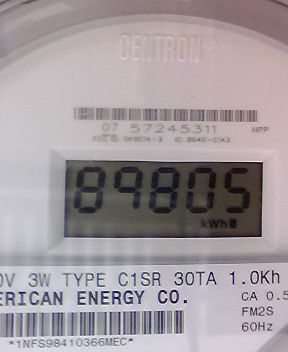 CENTRON®
07 57245311 HPP
89805
kWh
0V 3W TYPE C1SR 30TA 1.0Kh
ERICAN ENERGY CO. CA 0.5
FM2S
60Hz
*1NFS98410366MEC*